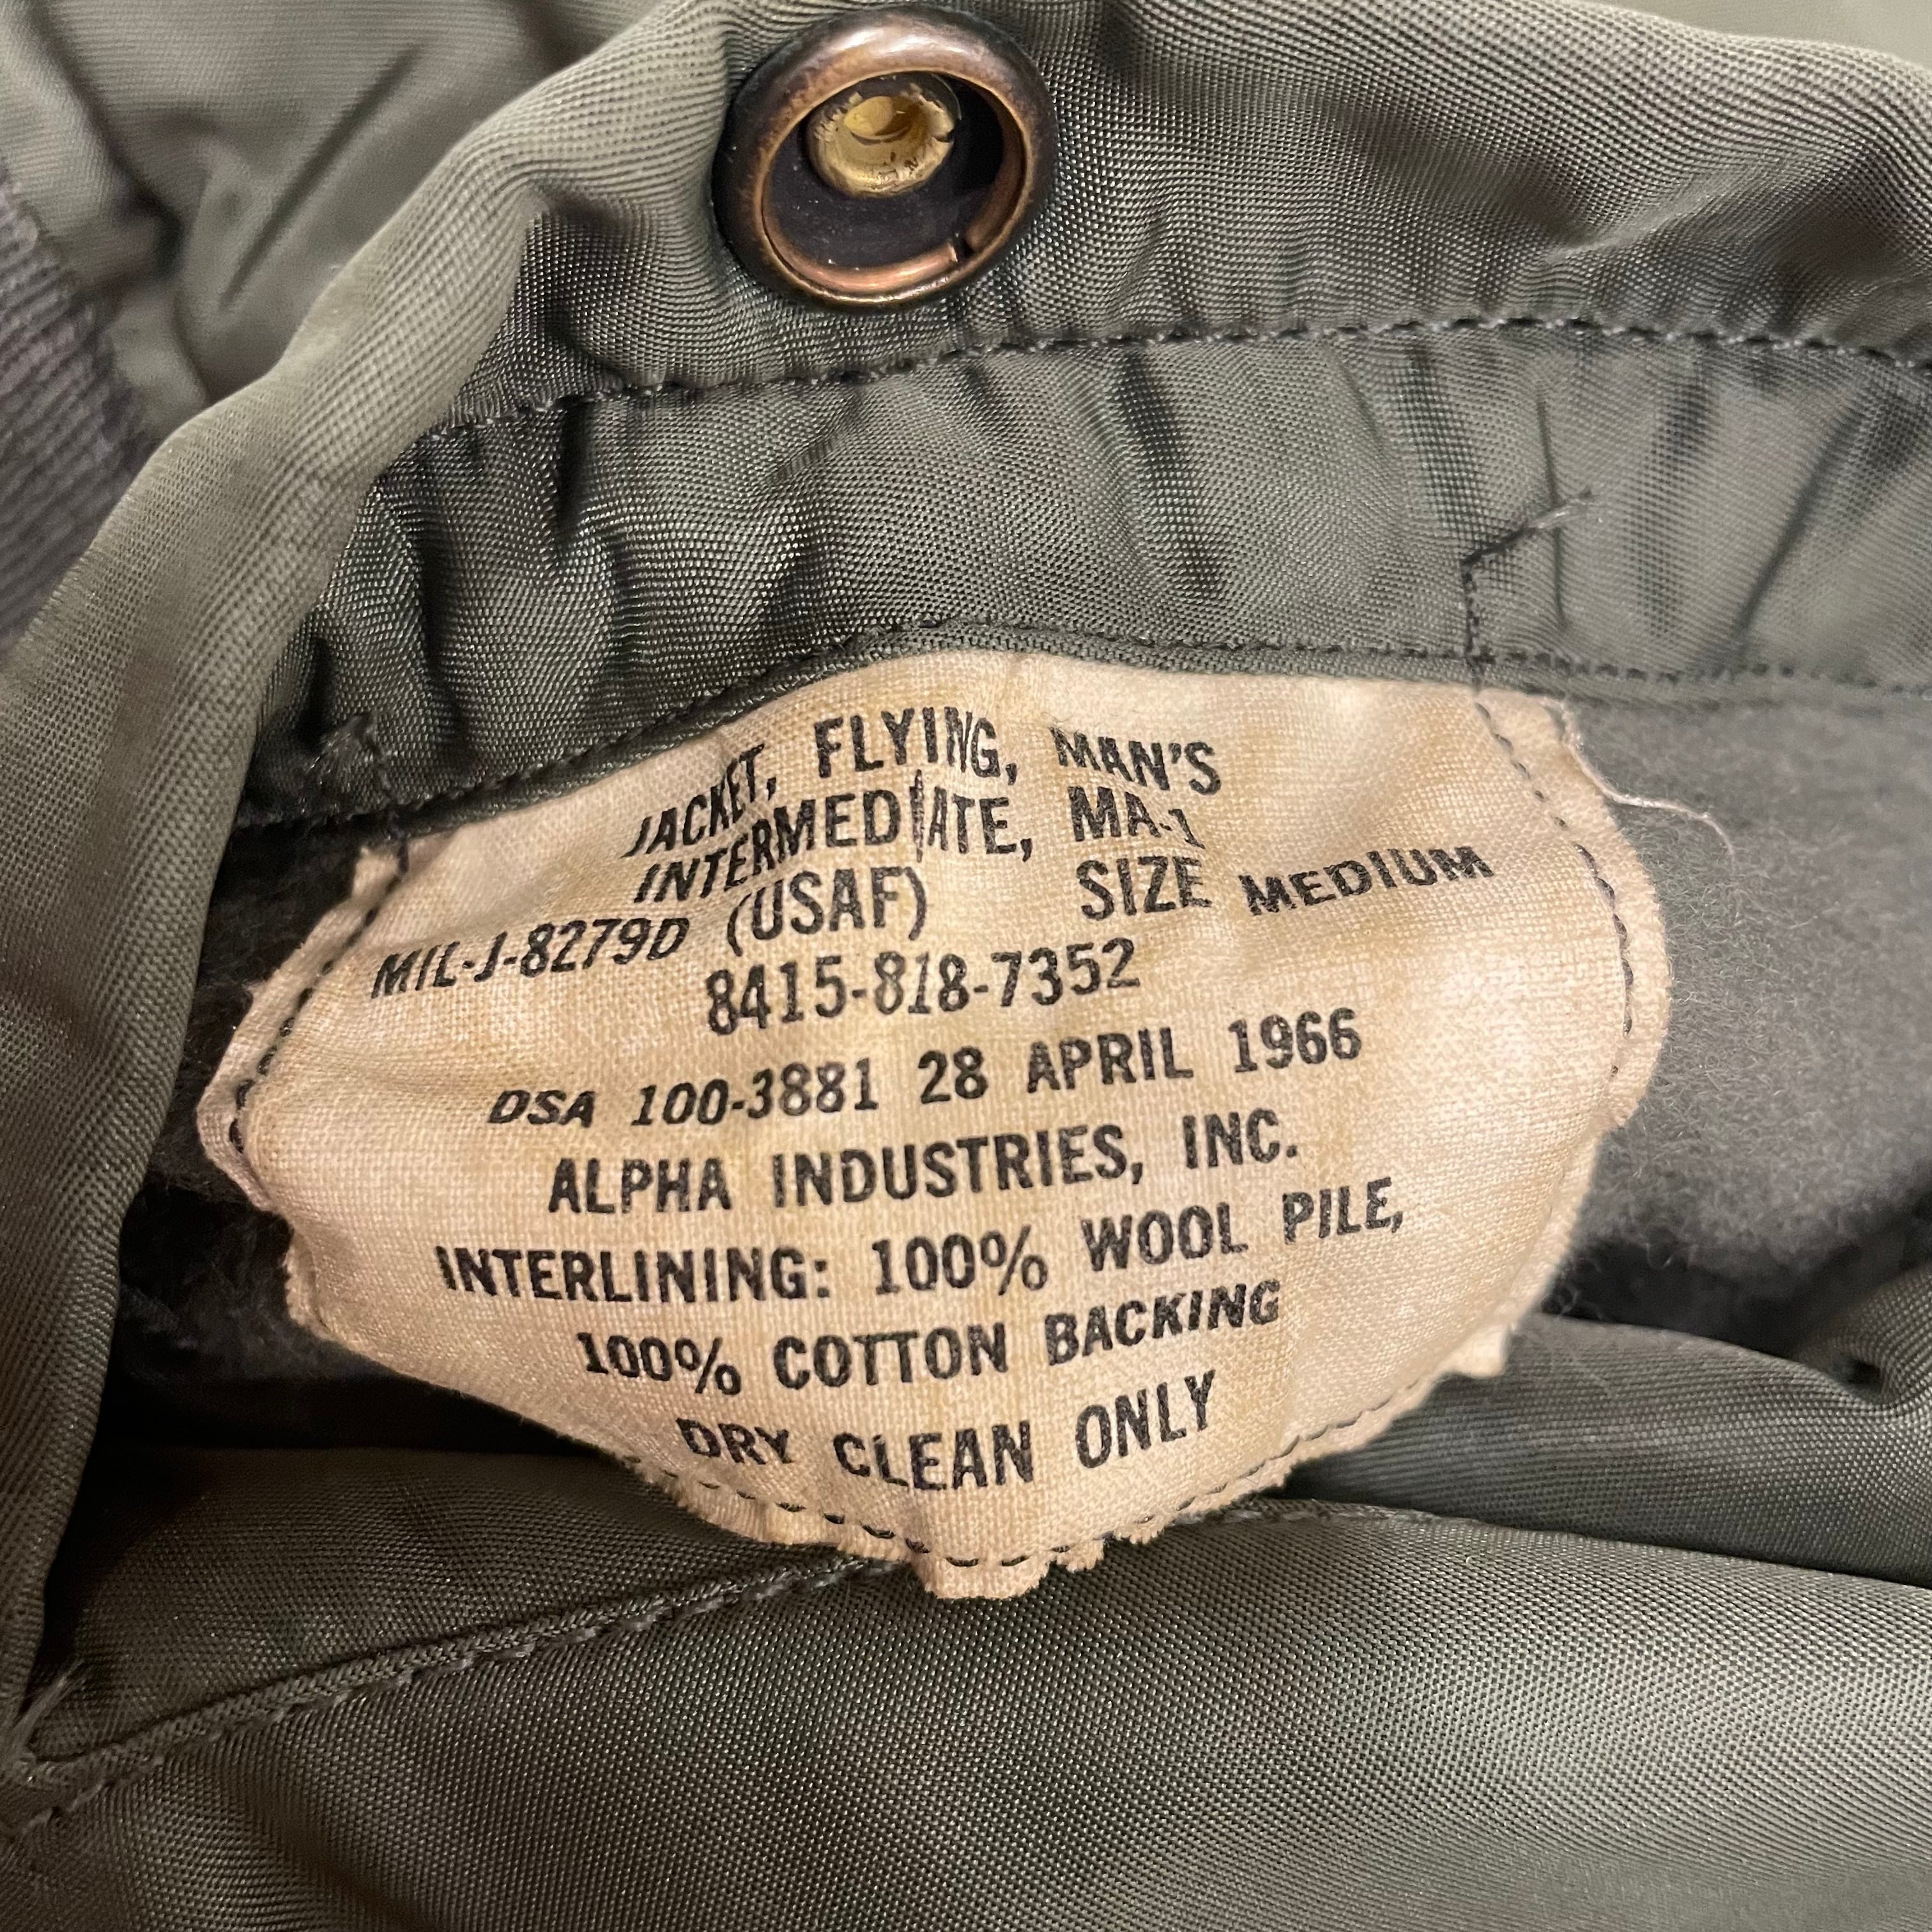 JACKET, FLYING, MAN'S
INTERMEDIATE, MA-1
MIL-J-8279D (USAF) SIZE MEDIUM
8415-818-7352
DSA 100-3881 28 APRIL 1966
ALPHA INDUSTRIES, INC.
INTERLINING: 100% WOOL PILE,
100% COTTON BACKING
DRY CLEAN ONLY